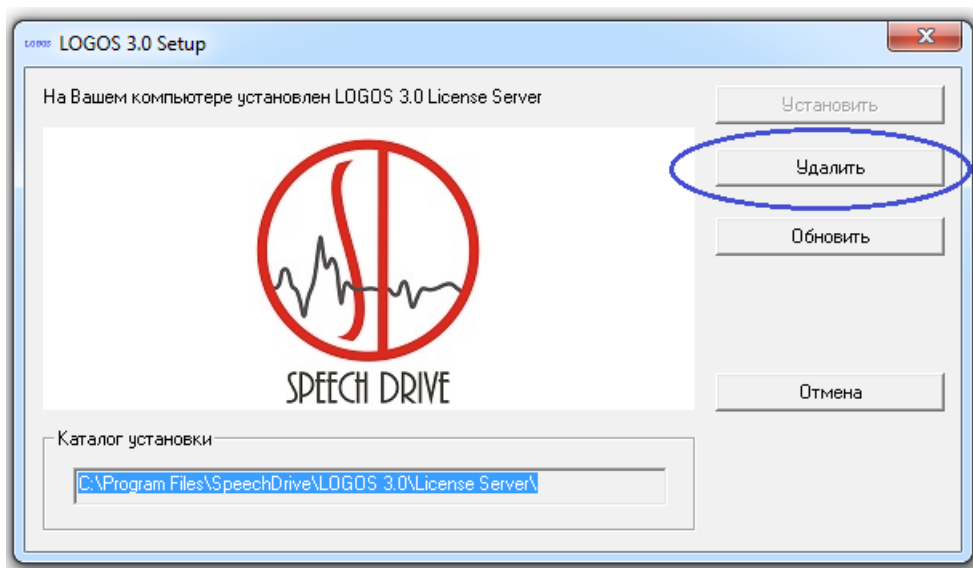 LOGOS LOGOS 3.0 Setup
На Вашем компьютере установлен LOGOS 3.0 License Server
Установить
Удалить
Обновить
SPEECH DRIVE
Отмена
Каталог установки
C:\Program Files\SpeechDrive\LOGOS 3.0\License Server\